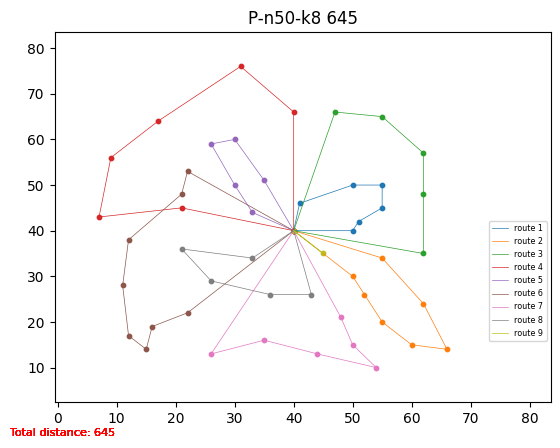 P-n50-k8 645
80
70
60
50
40
30
20
10
0 10 20 30 40 50 60 70 80
route 1
route 2
route 3
route 4
route 5
route 6
route 7
route 8
route 9
Total distance: 645